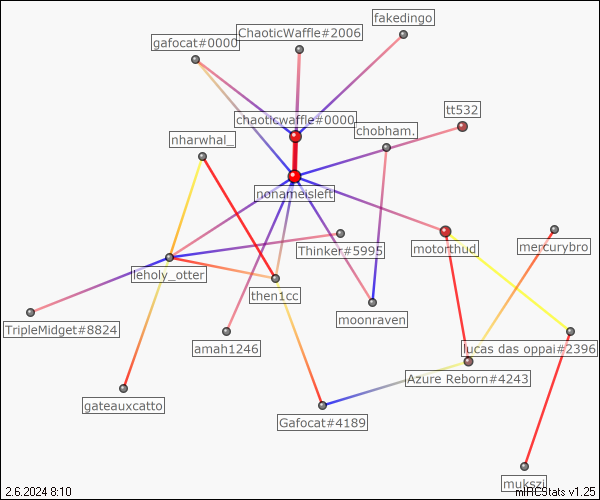 fakedingo
ChaoticWaffle#2006
gafocat#0000
tt532
chaoticwaffle#0000
chobham.
nharwhal_
nonameisleft
Thinker#5995
motorthud
mercurybro
leholy_otter
then1cc
moonraven
TripleMidget#8824
amah1246
lucas das oppai#2396
Azure Reborn#4243
gateauxcatto
Gafocat#4189
mukszi
2.6.2024 8:10
mIRCStats v1.25